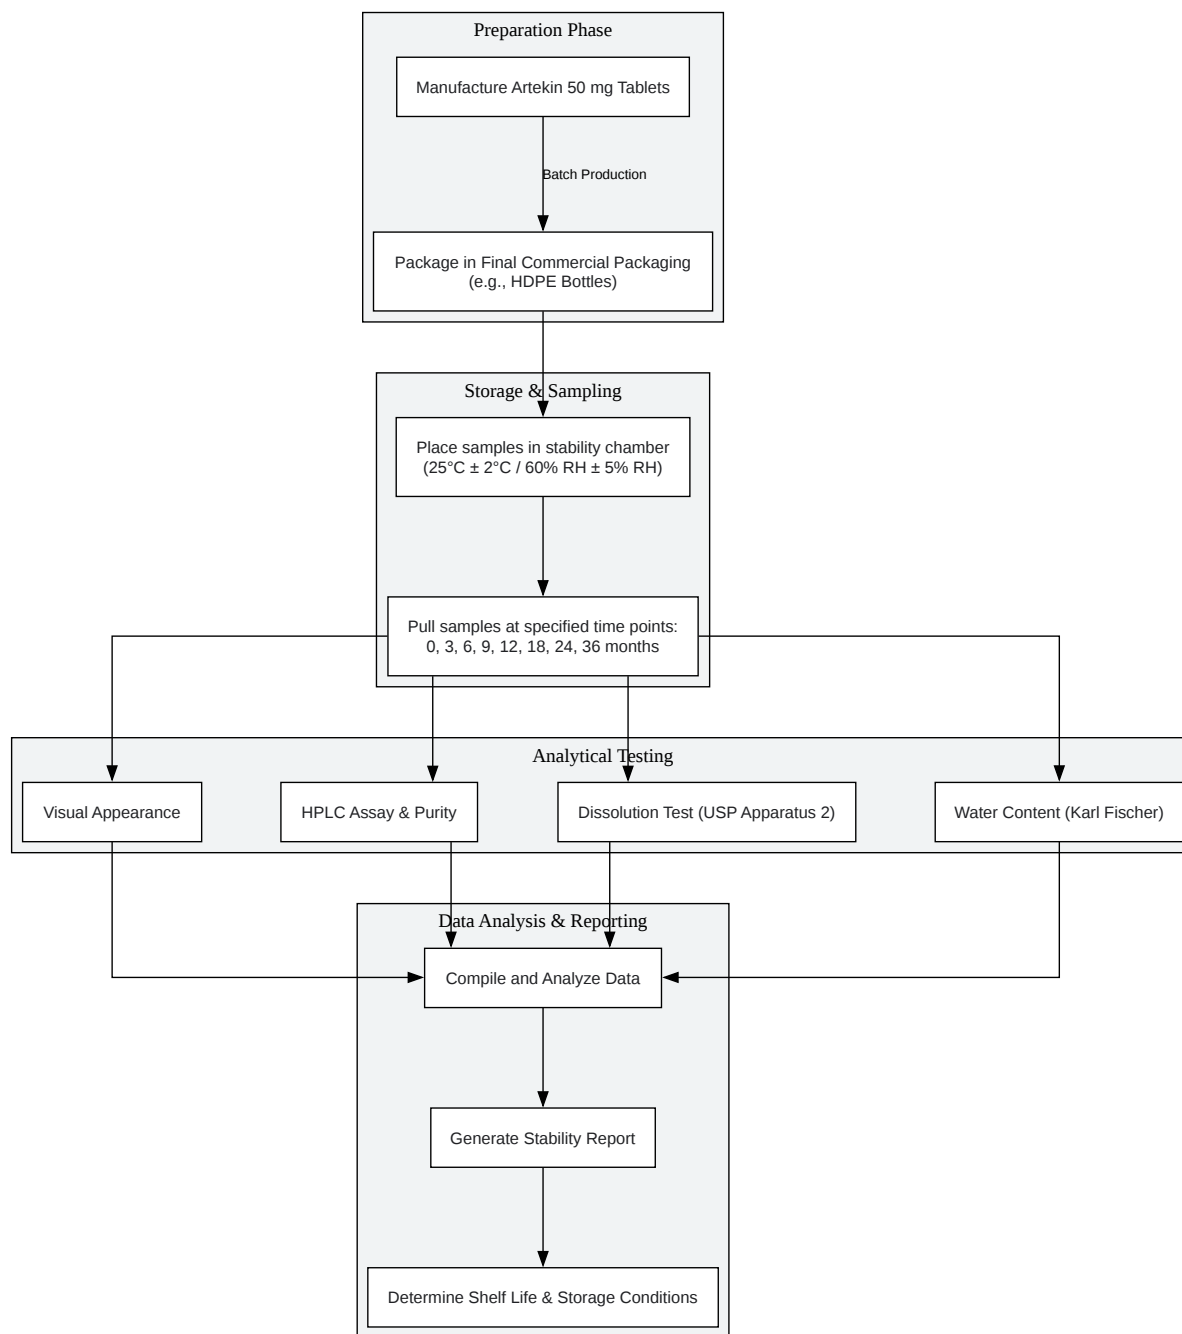 Preparation Phase
Manufacture Artekin 50 mg Tablets
Batch Production
Package in Final Commercial Packaging
(e.g., HDPE Bottles)
Storage & Sampling
Place samples in stability chamber
(25°C ± 2°C / 60% RH ± 5% RH)
Pull samples at specified time points:
0, 3, 6, 9, 12, 18, 24, 36 months
Analytical Testing
Visual Appearance
HPLC Assay & Purity
Dissolution Test (USP Apparatus 2)
Water Content (Karl Fischer)
Data Analysis & Reporting
Compile and Analyze Data
Generate Stability Report
Determine Shelf Life & Storage Conditions